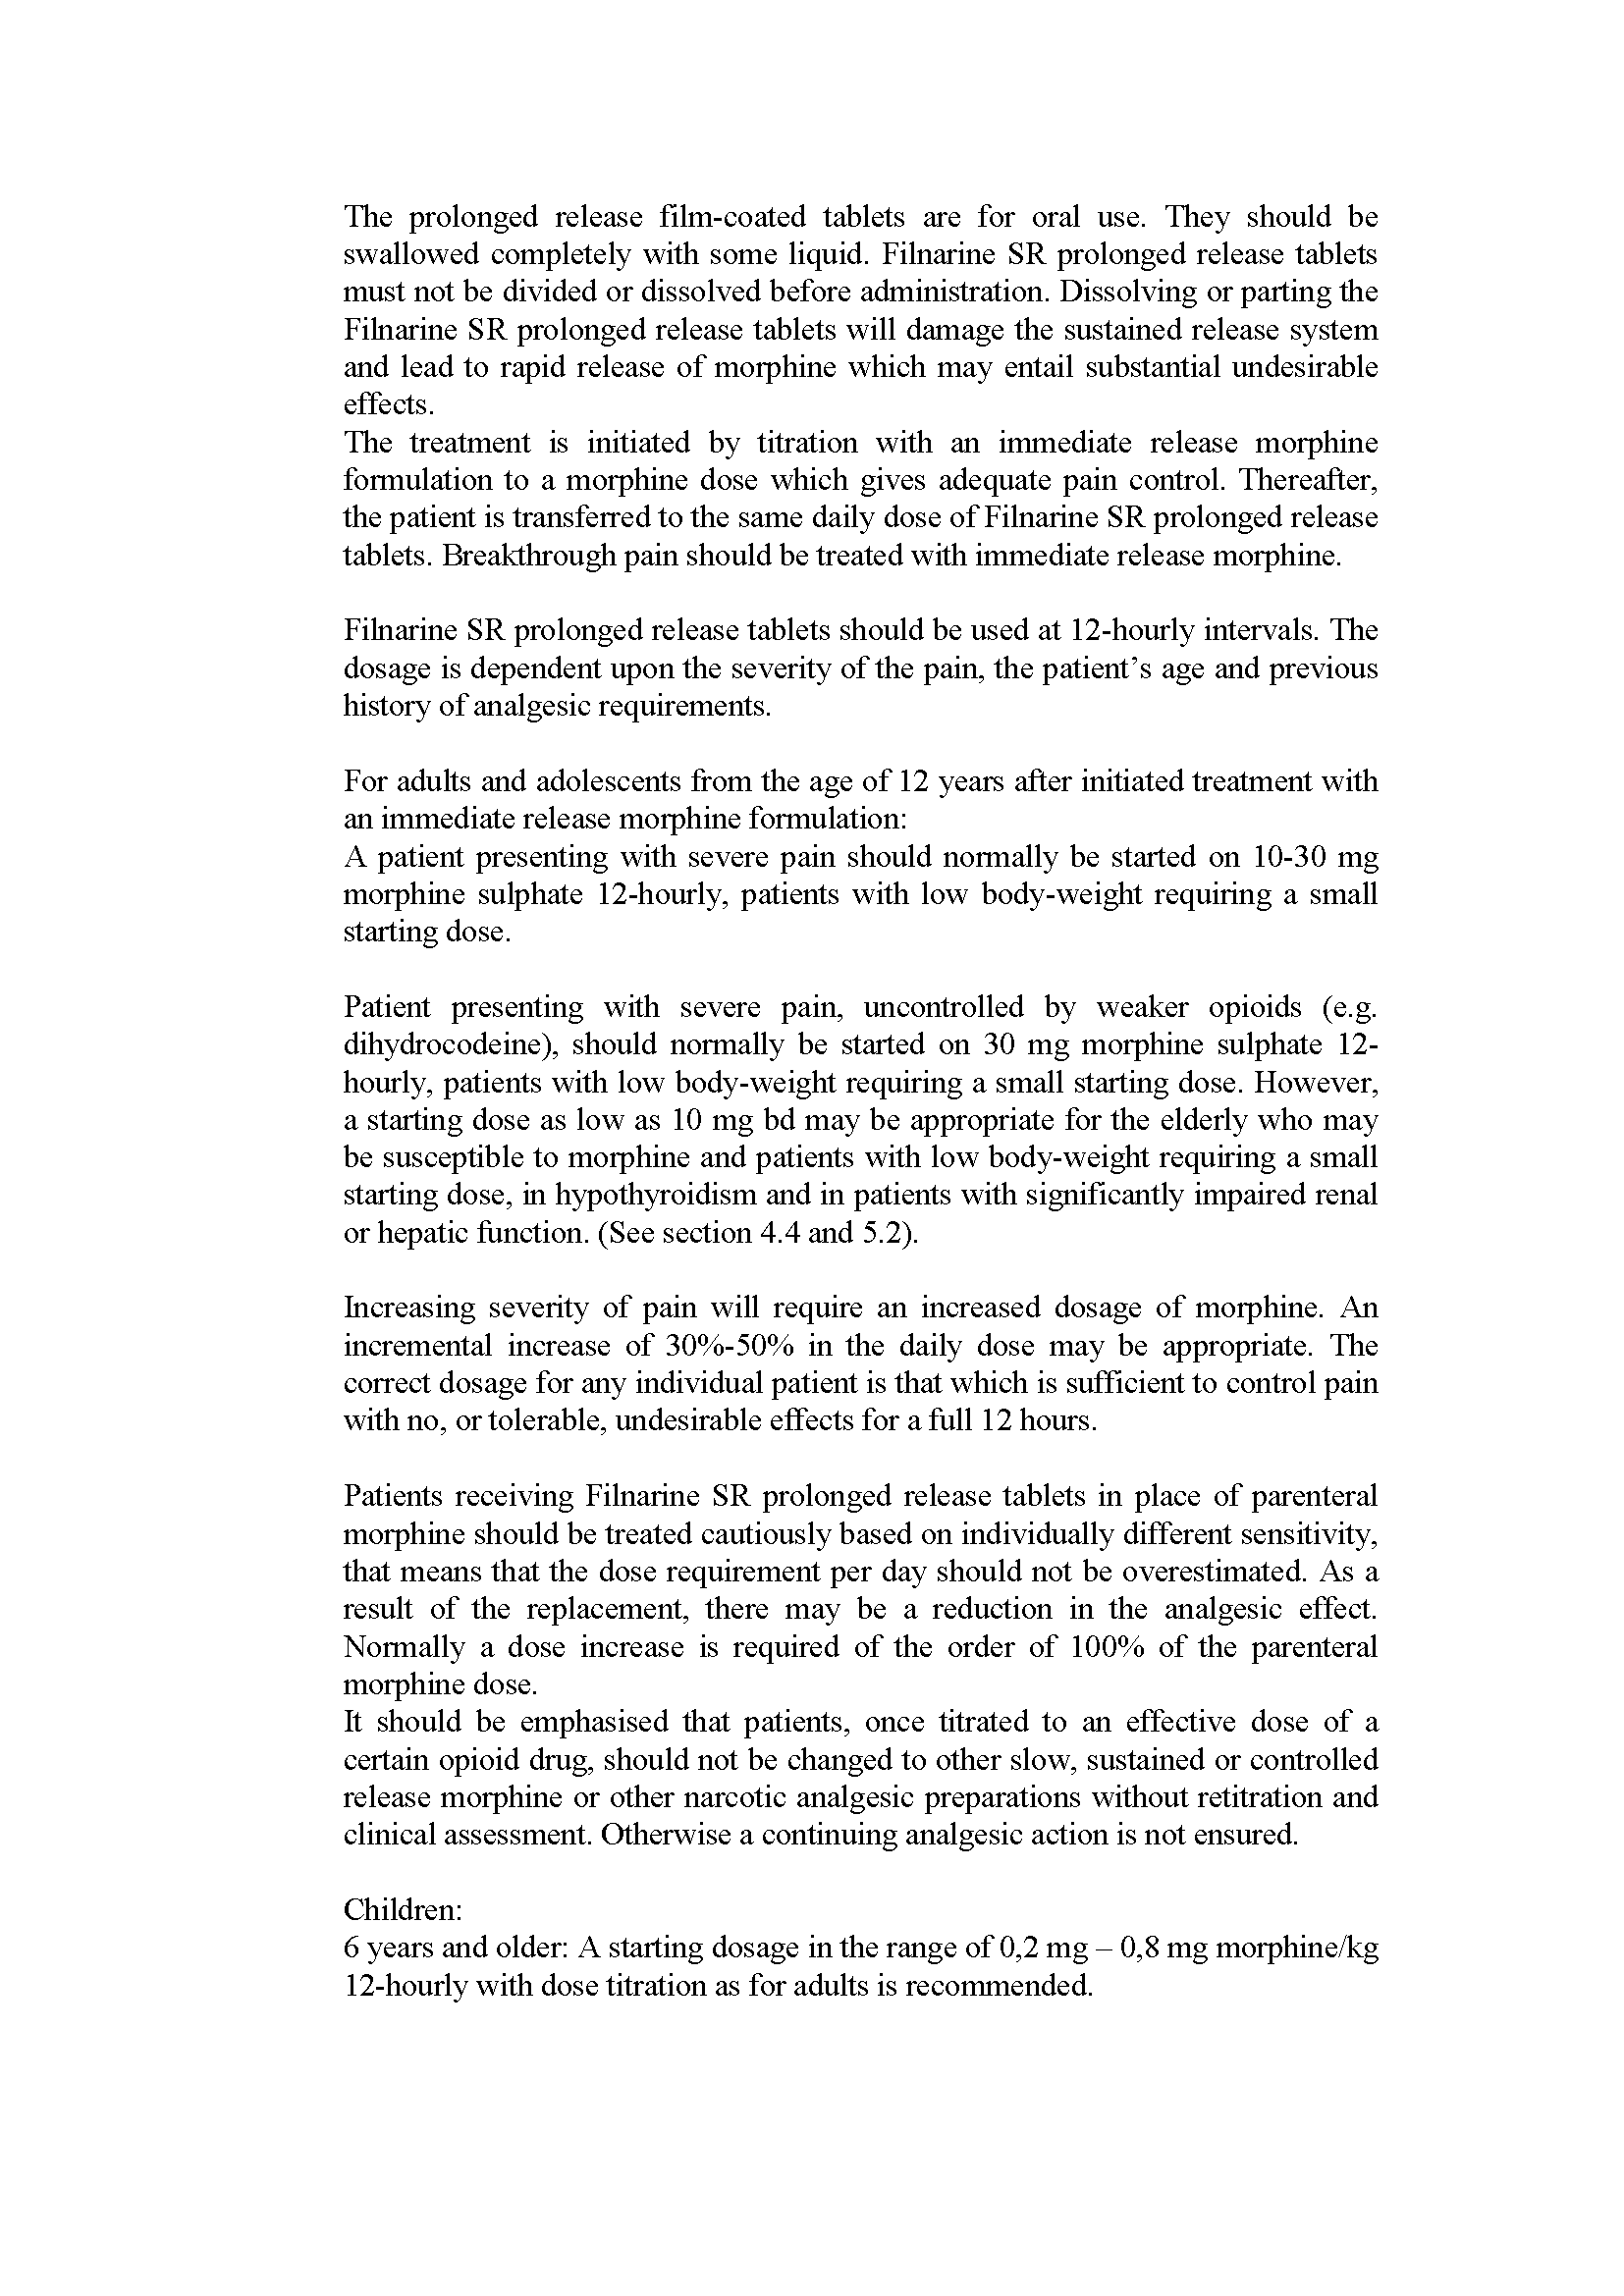 The prolonged release film-coated tablets are for oral use. They should be
swallowed completely with some liquid. Filnarine SR prolonged release tablets
must not be divided or dissolved before administration. Dissolving or parting the
Filnarine SR prolonged release tablets will damage the sustained release system
and lead to rapid release of morphine which may entail substantial undesirable
effects.
The treatment is initiated by titration with an immediate release morphine
formulation to a morphine dose which gives adequate pain control. Thereafter,
the patient is transferred to the same daily dose of Filnarine SR prolonged release
tablets. Breakthrough pain should be treated with immediate release morphine.
Filnarine SR prolonged release tablets should be used at 12-hourly intervals. The
dosage is dependent upon the severity of the pain, the patient’s age and previous
history of analgesic requirements.
For adults and adolescents from the age of 12 years after initiated treatment with
an immediate release morphine formulation:
A patient presenting with severe pain should normally be started on 10-30 mg
morphine sulphate 12-hourly, patients with low body-weight requiring a small
starting dose.
Patient presenting with severe pain, uncontrolled by weaker opioids (e.g.
dihydrocodeine), should normally be started on 30 mg morphine sulphate 12-
hourly, patients with low body-weight requiring a small starting dose. However,
a starting dose as low as 10 mg bd may be appropriate for the elderly who may
be susceptible to morphine and patients with low body-weight requiring a small
starting dose, in hypothyroidism and in patients with significantly impaired renal
or hepatic function. (See section 4.4 and 5.2).
Increasing severity of pain will require an increased dosage of morphine. An
incremental increase of 30%-50% in the daily dose may be appropriate. The
correct dosage for any individual patient is that which is sufficient to control pain
with no, or tolerable, undesirable effects for a full 12 hours.
Patients receiving Filnarine SR prolonged release tablets in place of parenteral
morphine should be treated cautiously based on individually different sensitivity,
that means that the dose requirement per day should not be overestimated. As a
result of the replacement, there may be a reduction in the analgesic effect.
Normally a dose increase is required of the order of 100% of the parenteral
morphine dose.
It should be emphasised that patients, once titrated to an effective dose of a
certain opioid drug, should not be changed to other slow, sustained or controlled
release morphine or other narcotic analgesic preparations without retitration and
clinical assessment. Otherwise a continuing analgesic action is not ensured.
Children:
6 years and older: A starting dosage in the range of 0,2 mg – 0,8 mg morphine/kg
12-hourly with dose titration as for adults is recommended.